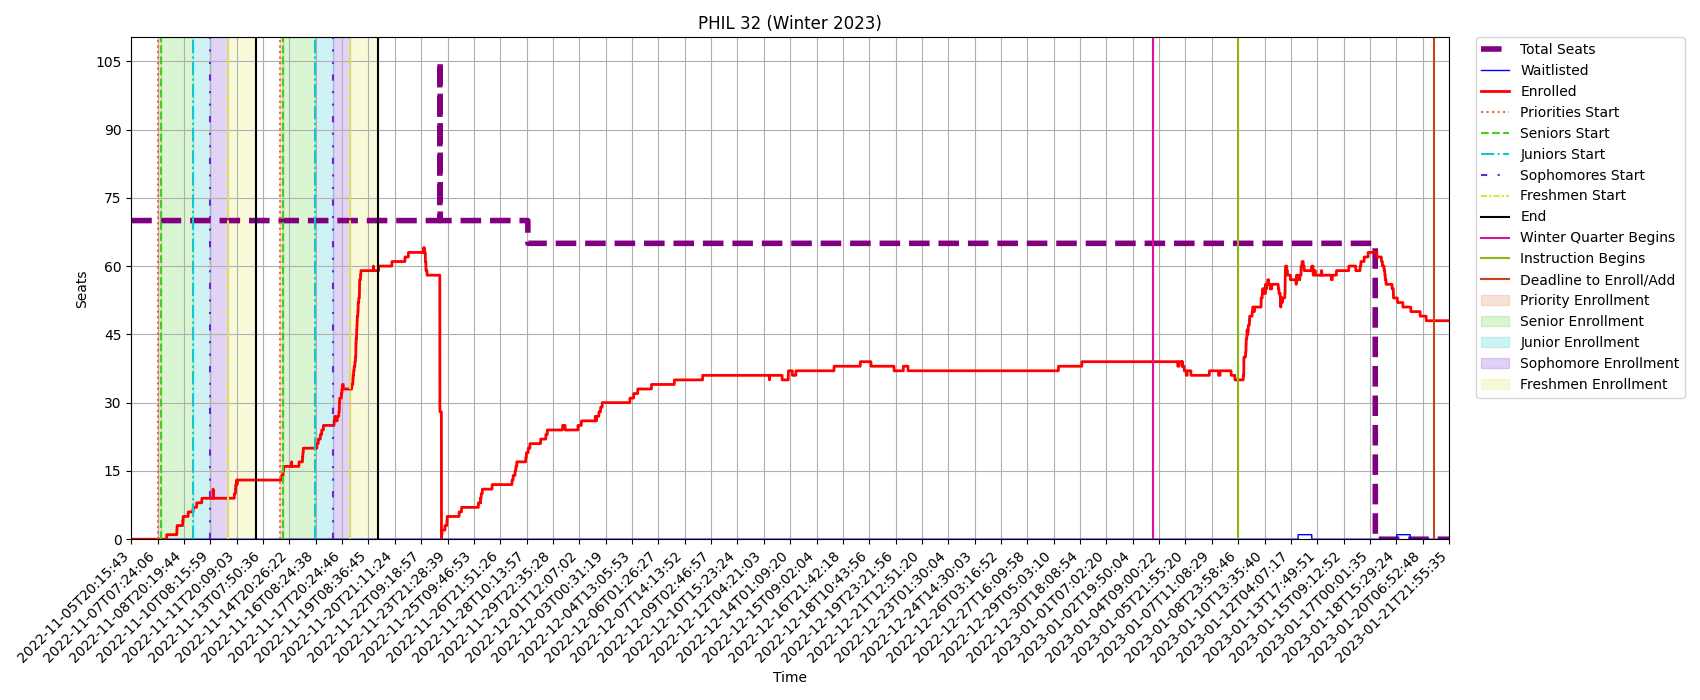 PHIL 32 (Winter 2023)
105
90
75
60
45
30
15
0
Seats
2022-11-05T20:15:43
2022-11-07T07:24:06
2022-11-08T20:19:44
2022-11-10T08:15:59
2022-11-11T20:09:03
2022-11-13T07:50:36
2022-11-14T20:26:22
2022-11-16T08:24:38
2022-11-17T20:24:46
2022-11-19T08:36:45
2022-11-20T21:11:24
2022-11-22T09:18:57
2022-11-23T21:28:39
2022-11-25T09:46:53
2022-11-26T21:51:26
2022-11-28T10:13:57
2022-11-29T22:35:28
2022-12-01T12:07:02
2022-12-03T00:31:19
2022-12-04T13:05:53
2022-12-06T01:26:27
2022-12-07T14:13:52
2022-12-09T02:46:57
2022-12-10T15:23:24
2022-12-12T04:21:03
2022-12-14T01:09:20
2022-12-15T09:02:04
2022-12-16T21:42:18
2022-12-18T10:43:56
2022-12-19T23:21:56
2022-12-21T12:51:20
2022-12-23T01:30:04
2022-12-24T14:30:03
2022-12-26T03:16:52
2022-12-27T16:09:58
2022-12-29T05:03:10
2022-12-30T18:08:54
2023-01-01T07:02:20
2023-01-02T19:50:04
2023-01-04T09:00:22
2023-01-05T21:55:20
2023-01-07T11:08:29
2023-01-08T23:58:46
2023-01-10T13:35:40
2023-01-12T04:07:17
2023-01-13T17:49:51
2023-01-15T09:12:52
2023-01-17T00:01:35
2023-01-18T15:29:24
2023-01-20T06:52:48
2023-01-21T21:55:35
Time
Total Seats
Waitlisted
Enrolled
Priorities Start
Seniors Start
Juniors Start
Sophomores Start
Freshmen Start
End
Winter Quarter Begins
Instruction Begins
Deadline to Enroll/Add
Priority Enrollment
Senior Enrollment
Junior Enrollment
Sophomore Enrollment
Freshmen Enrollment